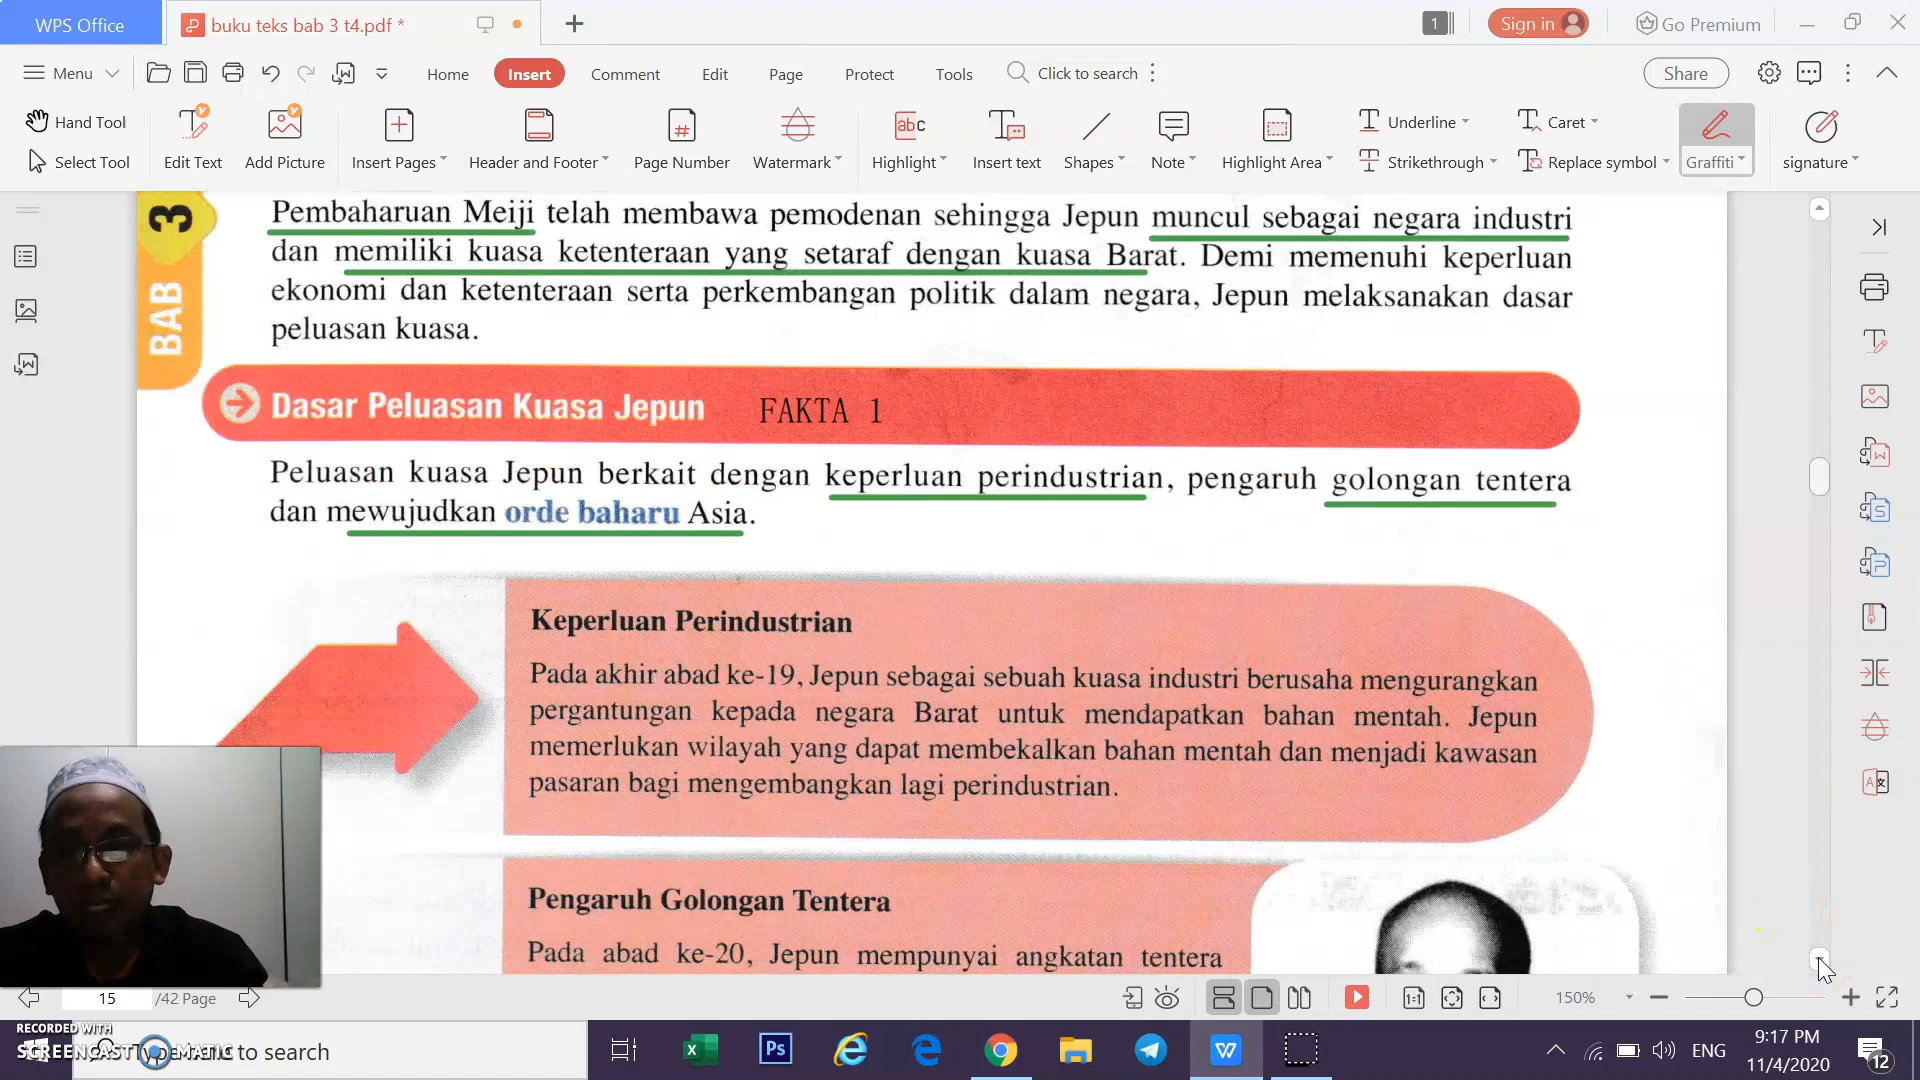 WPS Office
buku teks bab 3 t4.pdf *
1
Sign in
Go Premium
Menu
Home
Insert
Comment
Edit
Page
Protect
Tools
Click to search
Share
Hand Tool
Select Tool
Edit Text
Add Picture
Insert Pages
Header and Footer
Page Number
Watermark
Highlight
Insert text
Shapes
Note
Highlight Area
Underline
Strikethrough
Caret
Replace symbol
Graffiti
signature
BAB 3
Pembaharuan Meiji telah membawa pemodenan sehingga Jepun muncul sebagai negara industri
dan memiliki kuasa ketenteraan yang setaraf dengan kuasa Barat. Demi memenuhi keperluan
ekonomi dan ketenteraan serta perkembangan politik dalam negara, Jepun melaksanakan dasar
peluasan kuasa.
Dasar Peluasan Kuasa Jepun FAKTA 1
Peluasan kuasa Jepun berkait dengan keperluan perindustrian, pengaruh golongan tentera
dan mewujudkan orde baharu Asia.
Keperluan Perindustrian
Pada akhir abad ke-19, Jepun sebagai sebuah kuasa industri berusaha mengurangkan
pergantungan kepada negara Barat untuk mendapatkan bahan mentah. Jepun
memerlukan wilayah yang dapat membekalkan bahan mentah dan menjadi kawasan
pasaran bagi mengembangkan lagi perindustrian.
Pengaruh Golongan Tentera
Pada abad ke-20, Jepun mempunyai angkatan tentera
15 /42 Page
150%
RECORDED WITH
SCREENCAST MATIC
to search
ENG
9:17 PM
11/4/2020
12